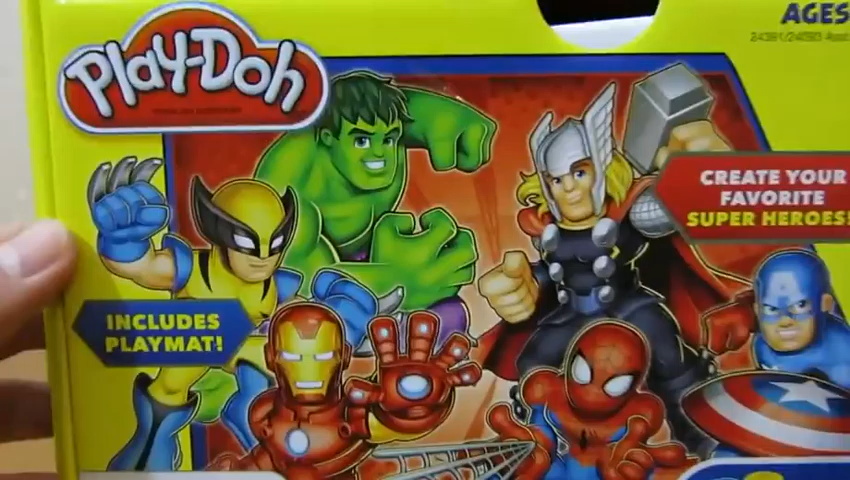 Play-Doh
AGES
CREATE YOUR
FAVORITE
SUPER HEROES!
INCLUDES
PLAYMAT!
A